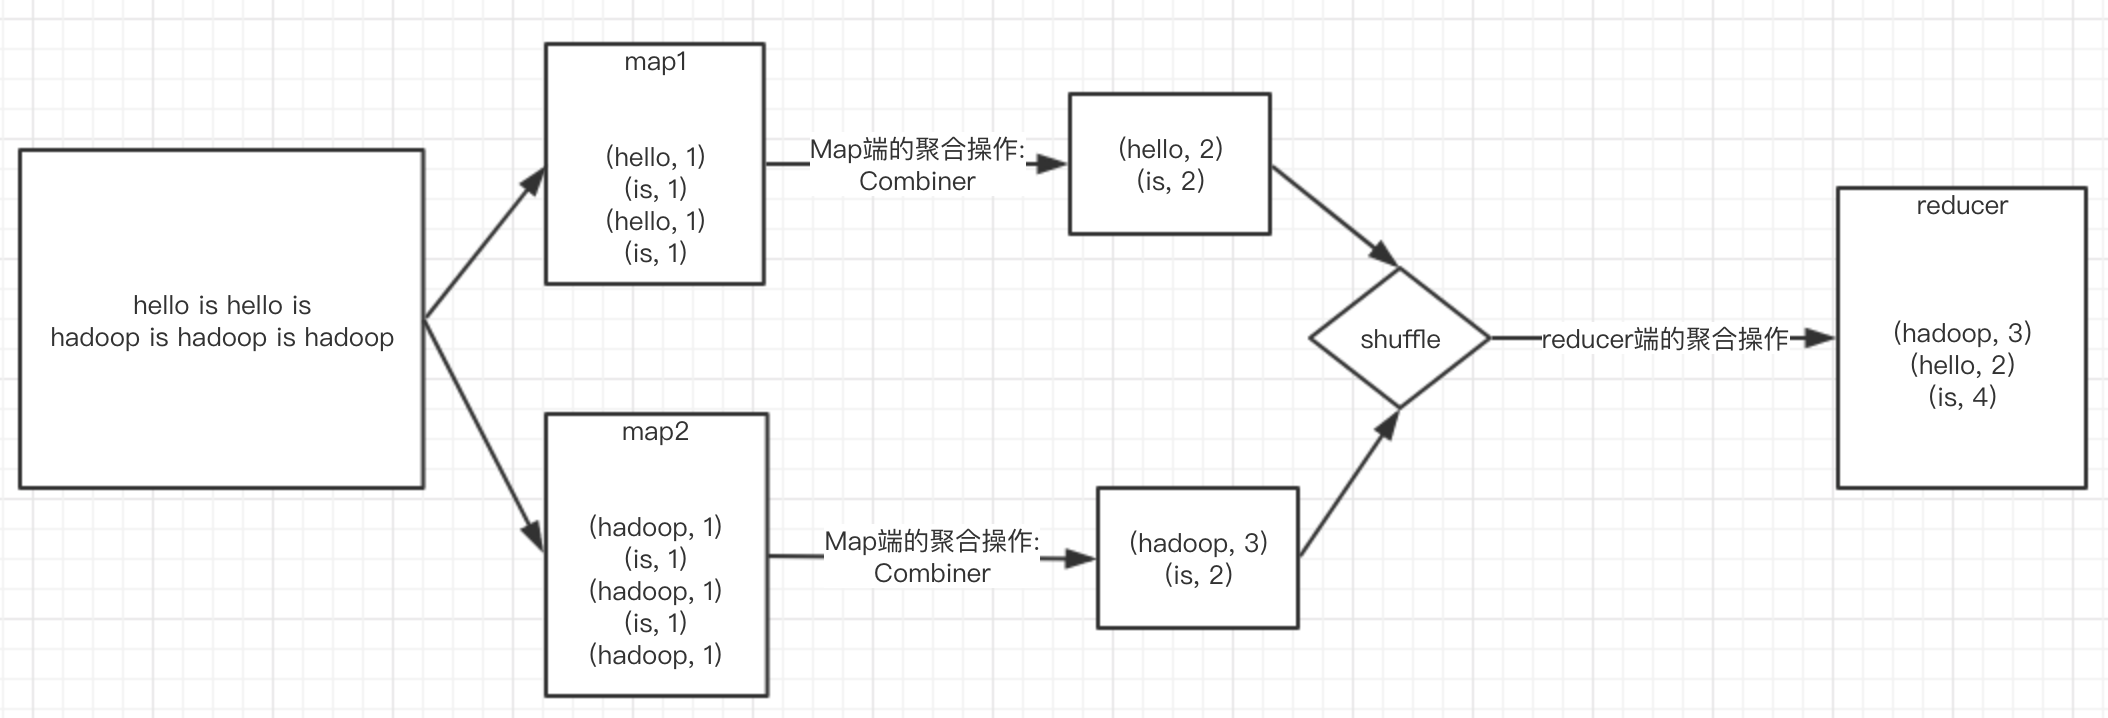 hello is hello is
hadoop is hadoop is hadoop
map1
(hello, 1)
(is, 1)
(hello, 1)
(is, 1)
Map端的聚合操作:
Combiner
(hello, 2)
(is, 2)
map2
(hadoop, 1)
(is, 1)
(hadoop, 1)
(is, 1)
(hadoop, 1)
Map端的聚合操作:
Combiner
(hadoop, 3)
(is, 2)
shuffle
reducer端的聚合操作
reducer
(hadoop, 3)
(hello, 2)
(is, 4)